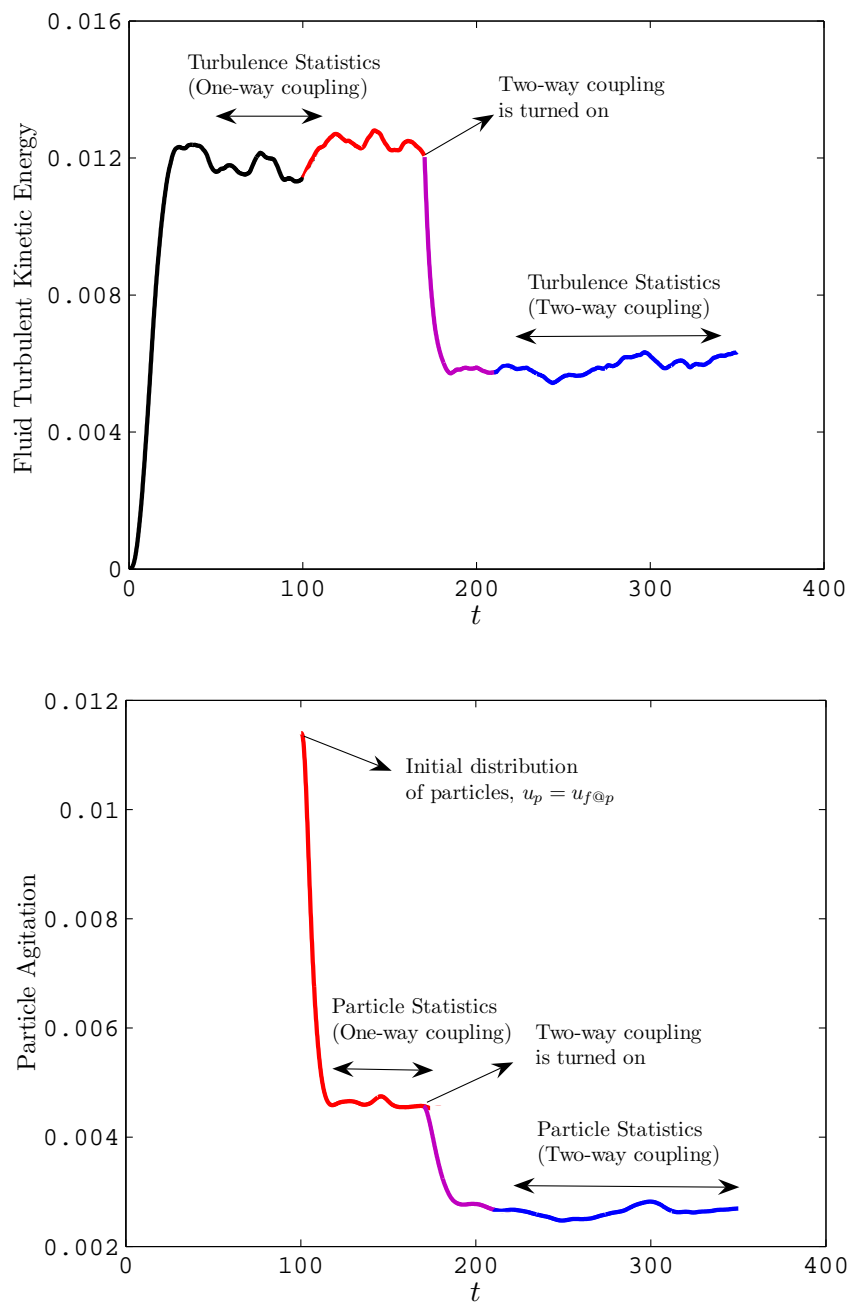 0.016
Turbulence Statistics
(One-way coupling)
Two-way coupling
is turned on
0.012
Fluid Turbulent Kinetic Energy
0.008
Turbulence Statistics
(Two-way coupling)
0.004
0
0 100 200 300 400
t
0.012
Initial distribution
of particles, u_p = u_{f@p}
0.01
0.008
Particle Agitation
0.006
Particle Statistics
(One-way coupling)
Two-way coupling
is turned on
0.004
Particle Statistics
(Two-way coupling)
0.002
0 100 200 300 400
t